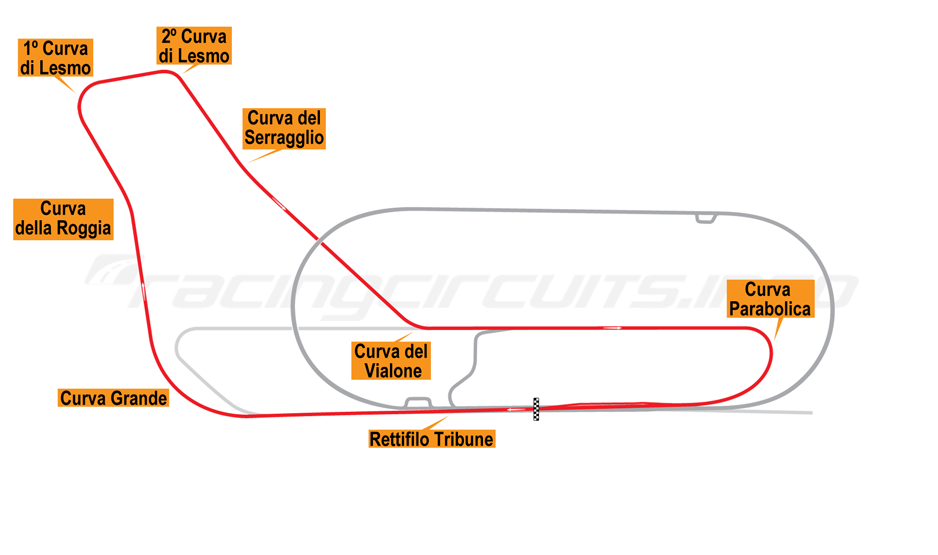 1º Curva
di Lesmo
2º Curva
di Lesmo
Curva del
Serragglio
Curva
della Roggia
racingcircuits.info
Curva
Parabolica
Curva del
Vialone
Curva Grande
Rettifilo Tribune